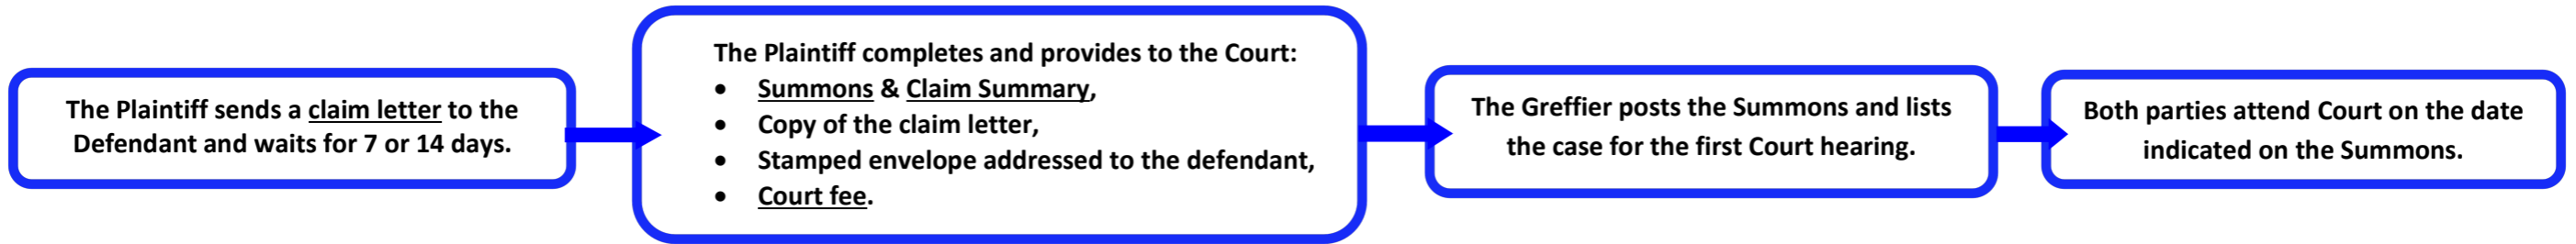 The Plaintiff sends a claim letter to the
Defendant and waits for 7 or 14 days.
The Plaintiff completes and provides to the Court:
• Summons & Claim Summary,
• Copy of the claim letter,
• Stamped envelope addressed to the defendant,
• Court fee.
The Greffier posts the Summons and lists
the case for the first Court hearing.
Both parties attend Court on the date
indicated on the Summons.